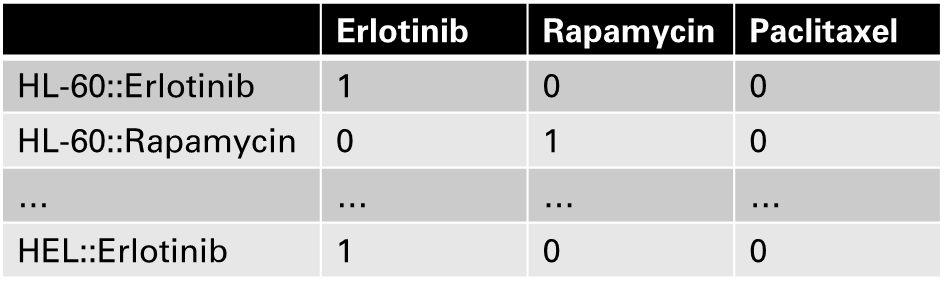 Erlotinib Rapamycin Paclitaxel
HL-60::Erlotinib 1 0 0
HL-60::Rapamycin 0 1 0
... ... ... ...
HEL::Erlotinib 1 0 0